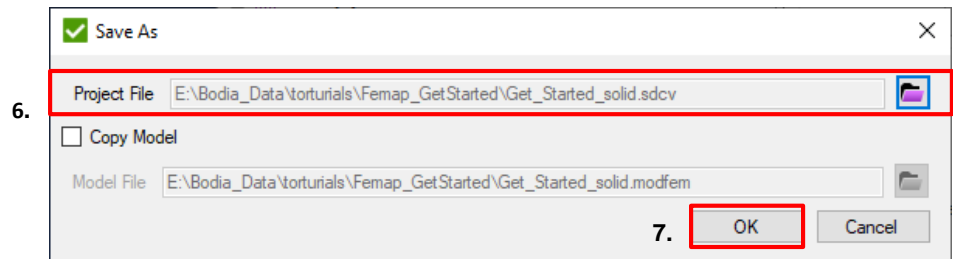 Save As
6.
Project File E:\Bodia_Data\torturials\Femap_GetStarted\Get_Started_solid.sdcv
Copy Model
Model File E:\Bodia_Data\torturials\Femap_GetStarted\Get_Started_solid.modfem
7. OK Cancel